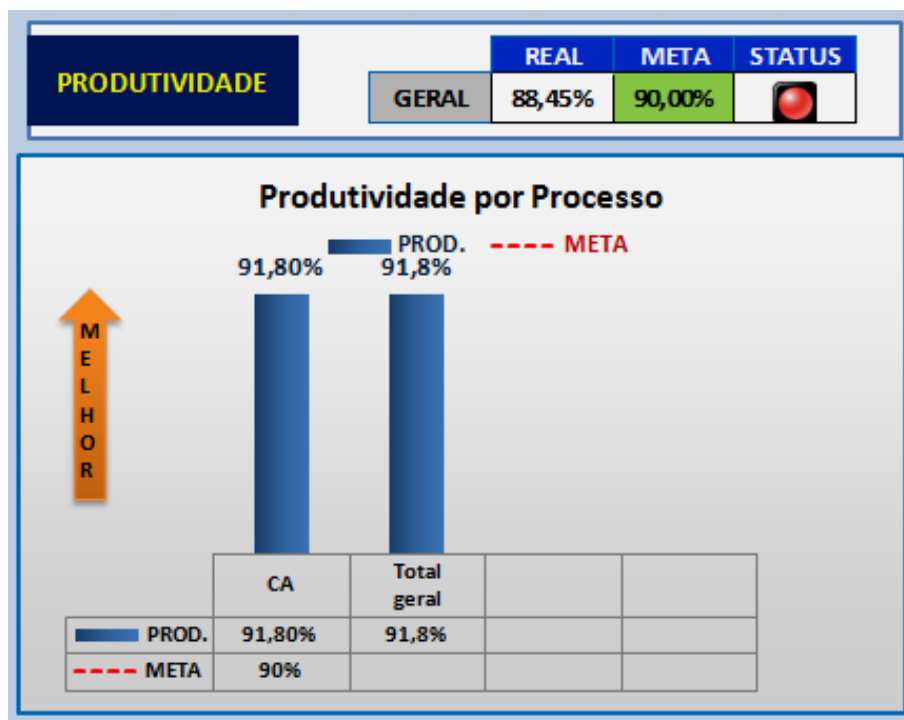 PRODUTIVIDADE
REAL META STATUS
GERAL 88,45% 90,00%
Produtividade por Processo
PROD. META
91,80% 91,8%
MELHOR
CA Total geral
PROD. 91,80% 91,8%
META 90%